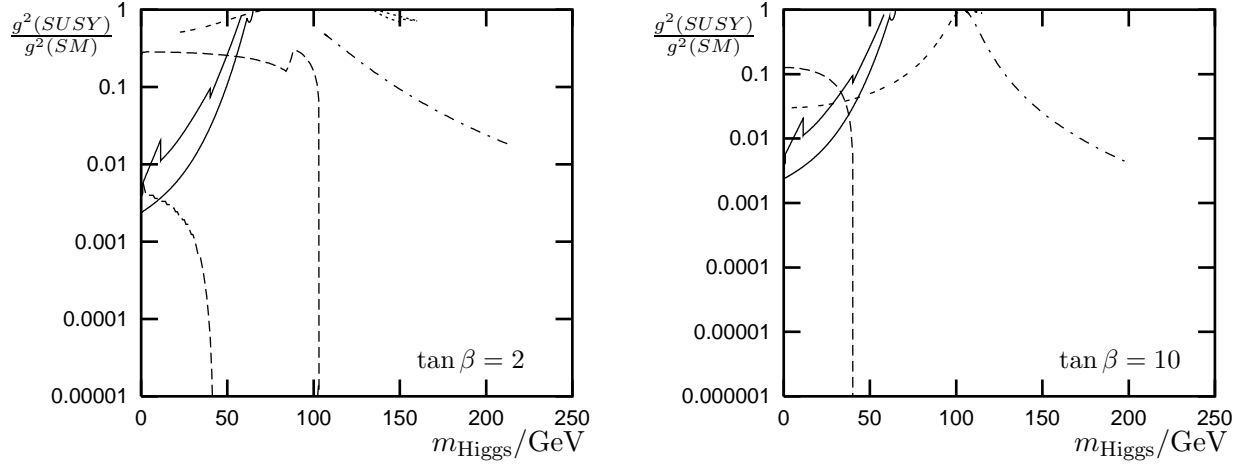 g²(SUSY)
g²(SM)
1
0.1
0.01
0.001
0.0001
0.00001
0 50 100 150 200 250
tan β = 2
m_Higgs/GeV
g²(SUSY)
g²(SM)
1
0.1
0.01
0.001
0.0001
0.00001
0.000001
0 50 100 150 200 250
tan β = 10
m_Higgs/GeV